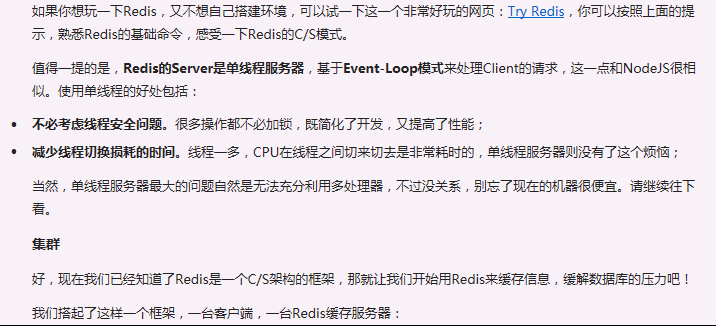 如果你想玩一下Redis，又不想自己搭建环境，可以试一下这一个非常好玩的网页：Try Redis，你可以按照上面的提
示，熟悉Redis的基础命令，感受一下Redis的C/S模式。
值得一提的是，Redis的Server是单线程服务器，基于Event-Loop模式来处理Client的请求，这一点和NodeJS很相
似。使用单线程的好处包括：
• 不必考虑线程安全问题。很多操作都不必加锁，既简化了开发，又提高了性能；
• 减少线程切换损耗的时间。线程一多，CPU在线程之间切来切去是非常耗时的，单线程服务器则没有了这个烦恼；
当然，单线程服务器最大的问题自然是无法充分利用多处理器，不过没关系，别忘了现在的机器很便宜。请继续往下
看。
集群
好，现在我们已经知道了Redis是一个C/S架构的框架，那就让我们开始用Redis来缓存信息，缓解数据库的压力吧！
我们搭起了这样一个框架，一台客户端，一台Redis缓存服务器：